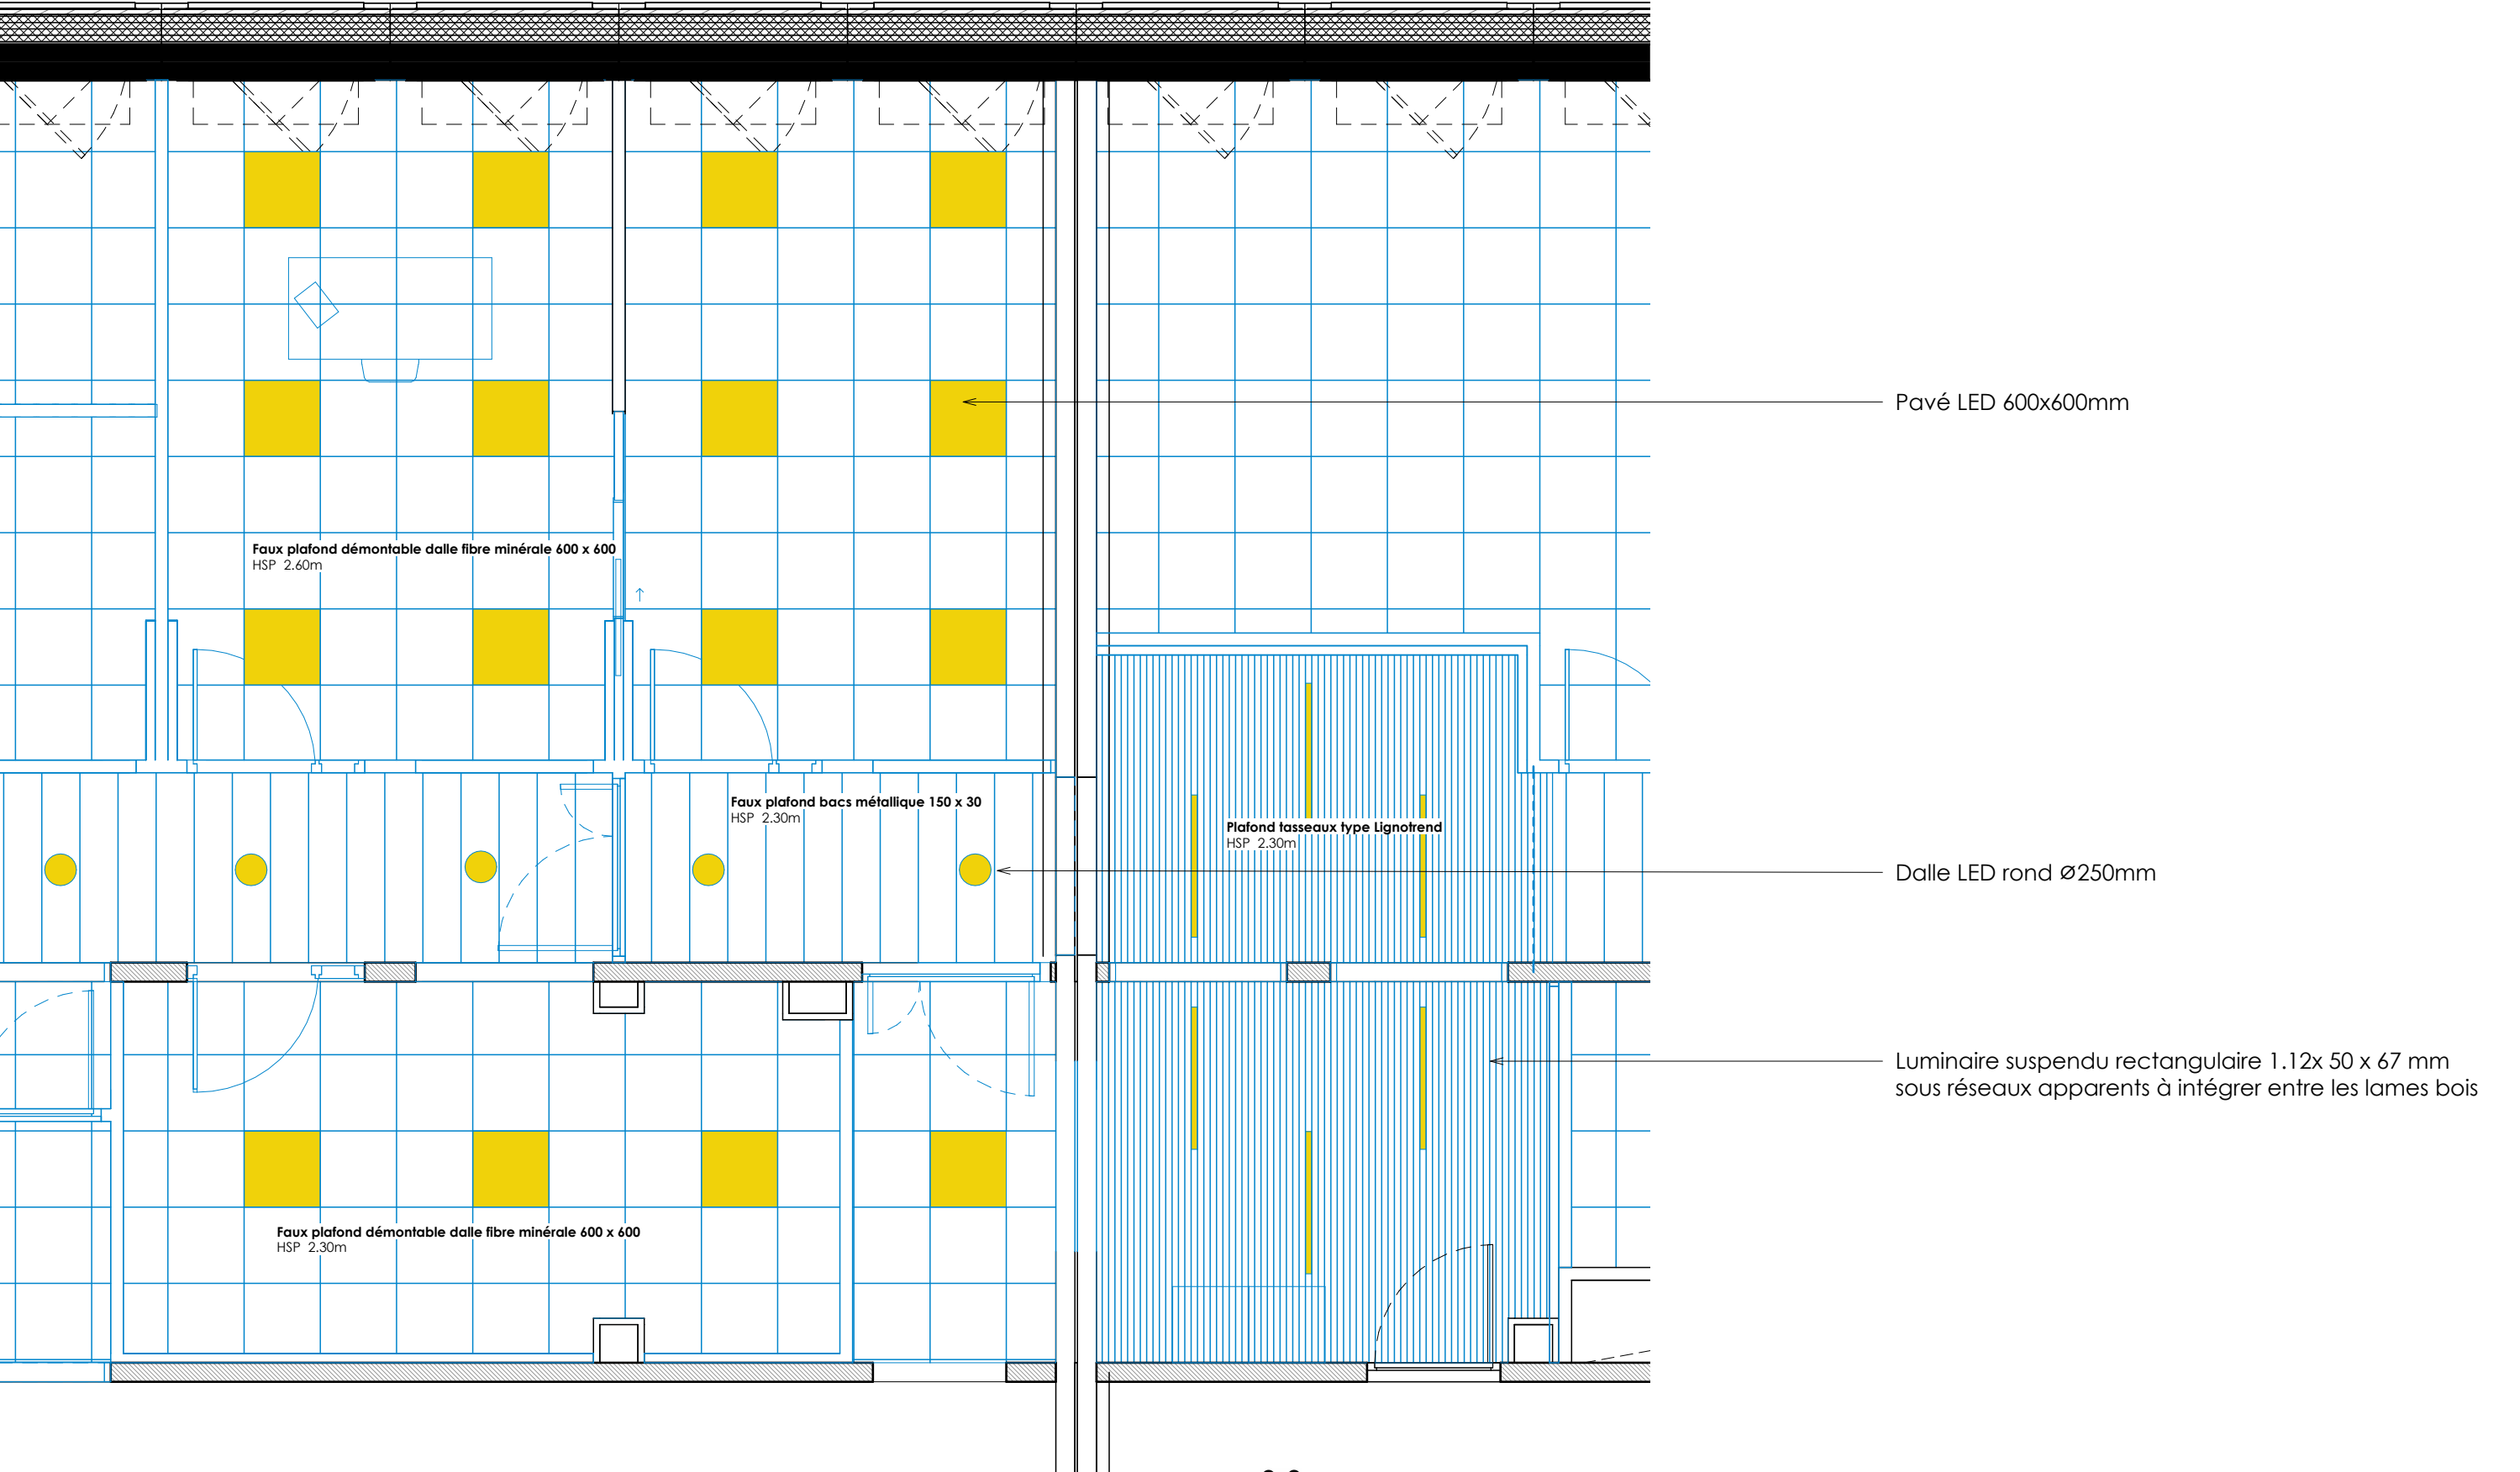 Pavé LED 600x600mm
Faux plafond démontable dalle fibre minérale 600 x 600
HSP 2.60m
Faux plafond bacs métallique 150 x 30
HSP 2.30m
Plafond tasseaux type Lignotrend
HSP 2.30m
Dalle LED rond Ø250mm
Luminaire suspendu rectangulaire 1.12x 50 x 67 mm
sous réseaux apparents à intégrer entre les lames bois
Faux plafond démontable dalle fibre minérale 600 x 600
HSP 2.30m